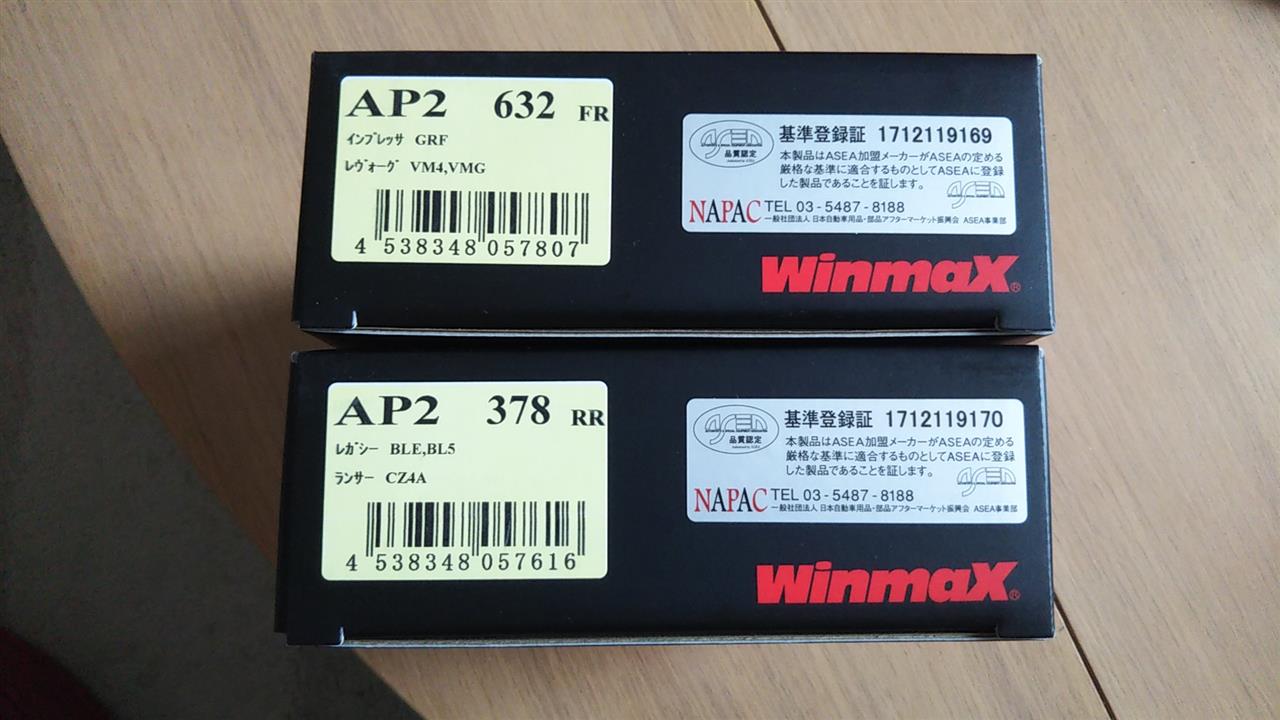 AP2 632 FR
ｲﾝﾌﾟﾚｯｻ GRF
ﾚｳﾞｫｰｸﾞ VM4,VMG
4 538348 057807
ASEA
品質認定
基準登録証 1712119169
本製品はASEA加盟メーカーがASEAの定める
厳格な基準に適合するものとしてASEAに登録
した製品であることを証します。
NAPAC TEL 03-5487-8188
一般社団法人 日本自動車用品・部品アフターマーケット振興会 ASEA事業部
WinmaX®
AP2 378 RR
ﾚｶﾞｼｰ BLE,BL5
ﾗﾝｻｰ CZ4A
4 538348 057616
ASEA
品質認定
基準登録証 1712119170
本製品はASEA加盟メーカーがASEAの定める
厳格な基準に適合するものとしてASEAに登録
した製品であることを証します。
NAPAC TEL 03-5487-8188
一般社団法人 日本自動車用品・部品アフターマーケット振興会 ASEA事業部
WinmaX®